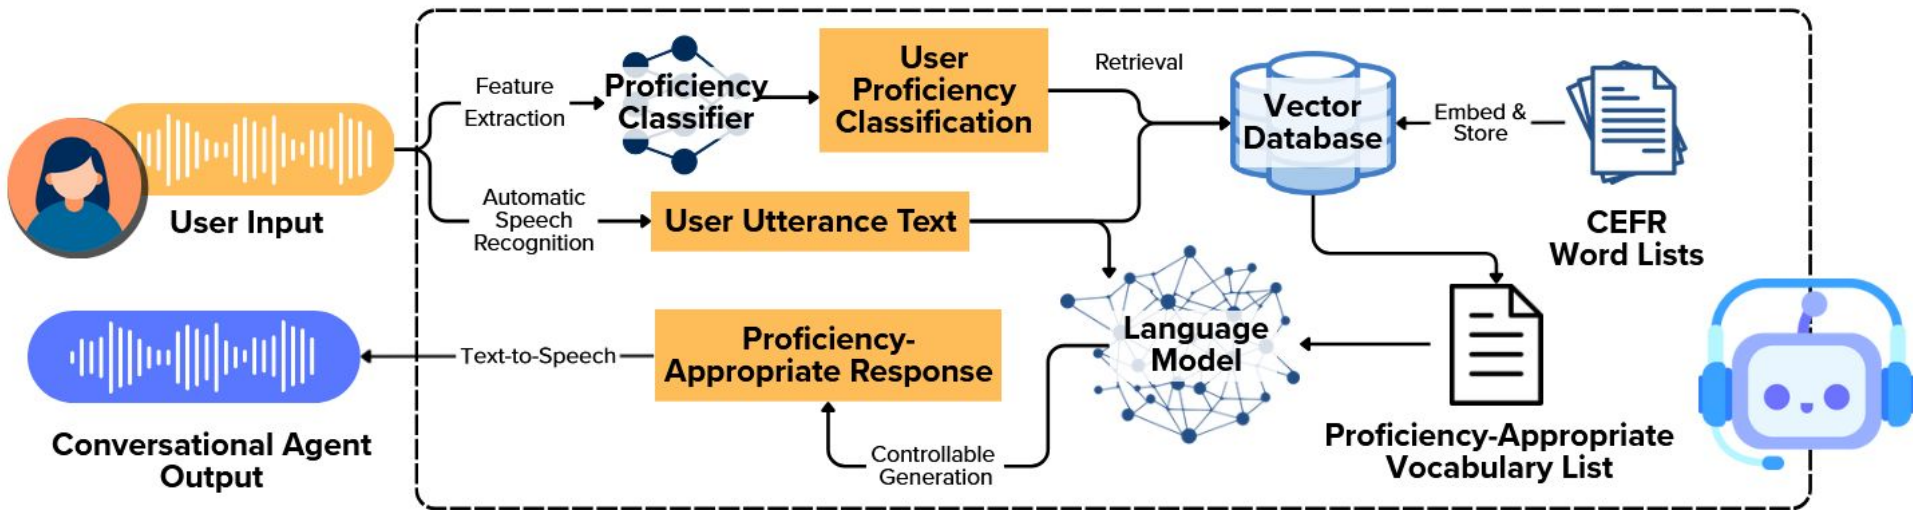 User Input
Feature
Extraction
Proficiency
Classifier
User
Proficiency
Classification
Retrieval
Vector
Database
Embed &
Store
CEFR
Word Lists
Automatic
Speech
Recognition
User Utterance Text
Language
Model
Proficiency-Appropriate
Vocabulary List
Controllable
Generation
Proficiency-
Appropriate Response
Text-to-Speech
Conversational Agent
Output